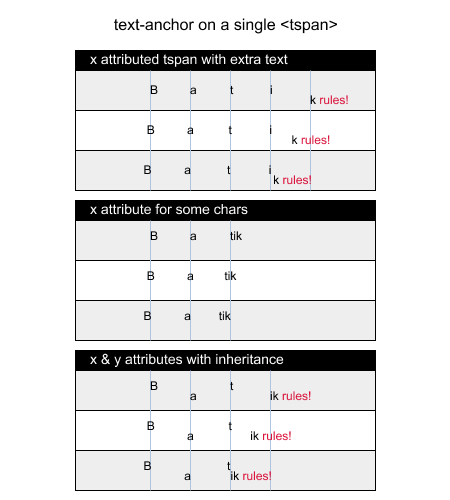 text-anchor on a single <tspan>
x attributed tspan with extra text
B a t i
k rules!
B a t i
k rules!
B a t i
k rules!
x attribute for some chars
B a tik
B a tik
B a tik
x & y attributes with inheritance
B t
a ik rules!
B t
a ik rules!
B t
a ik rules!